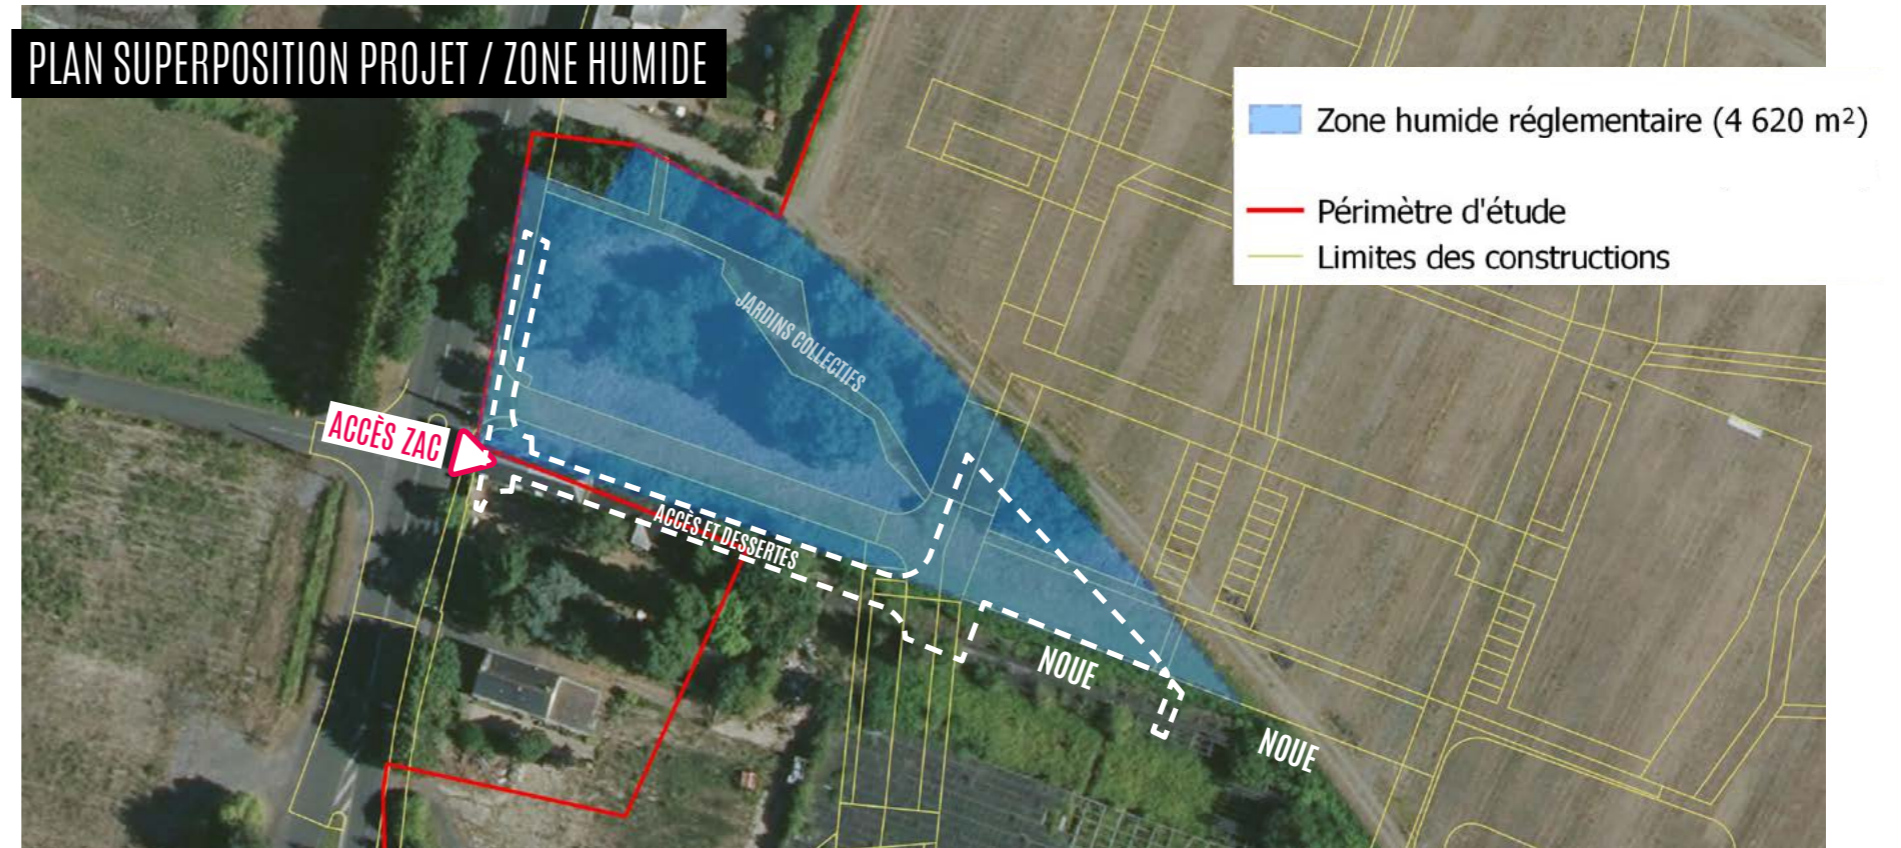 PLAN SUPERPOSITION PROJET / ZONE HUMIDE
Zone humide réglementaire (4 620 m²)
Périmètre d'étude
Limites des constructions
JARDINS COLLECTIFS
ACCÈS ZAC
ACCÈS ET DESSERTES
NOUE
NOUE